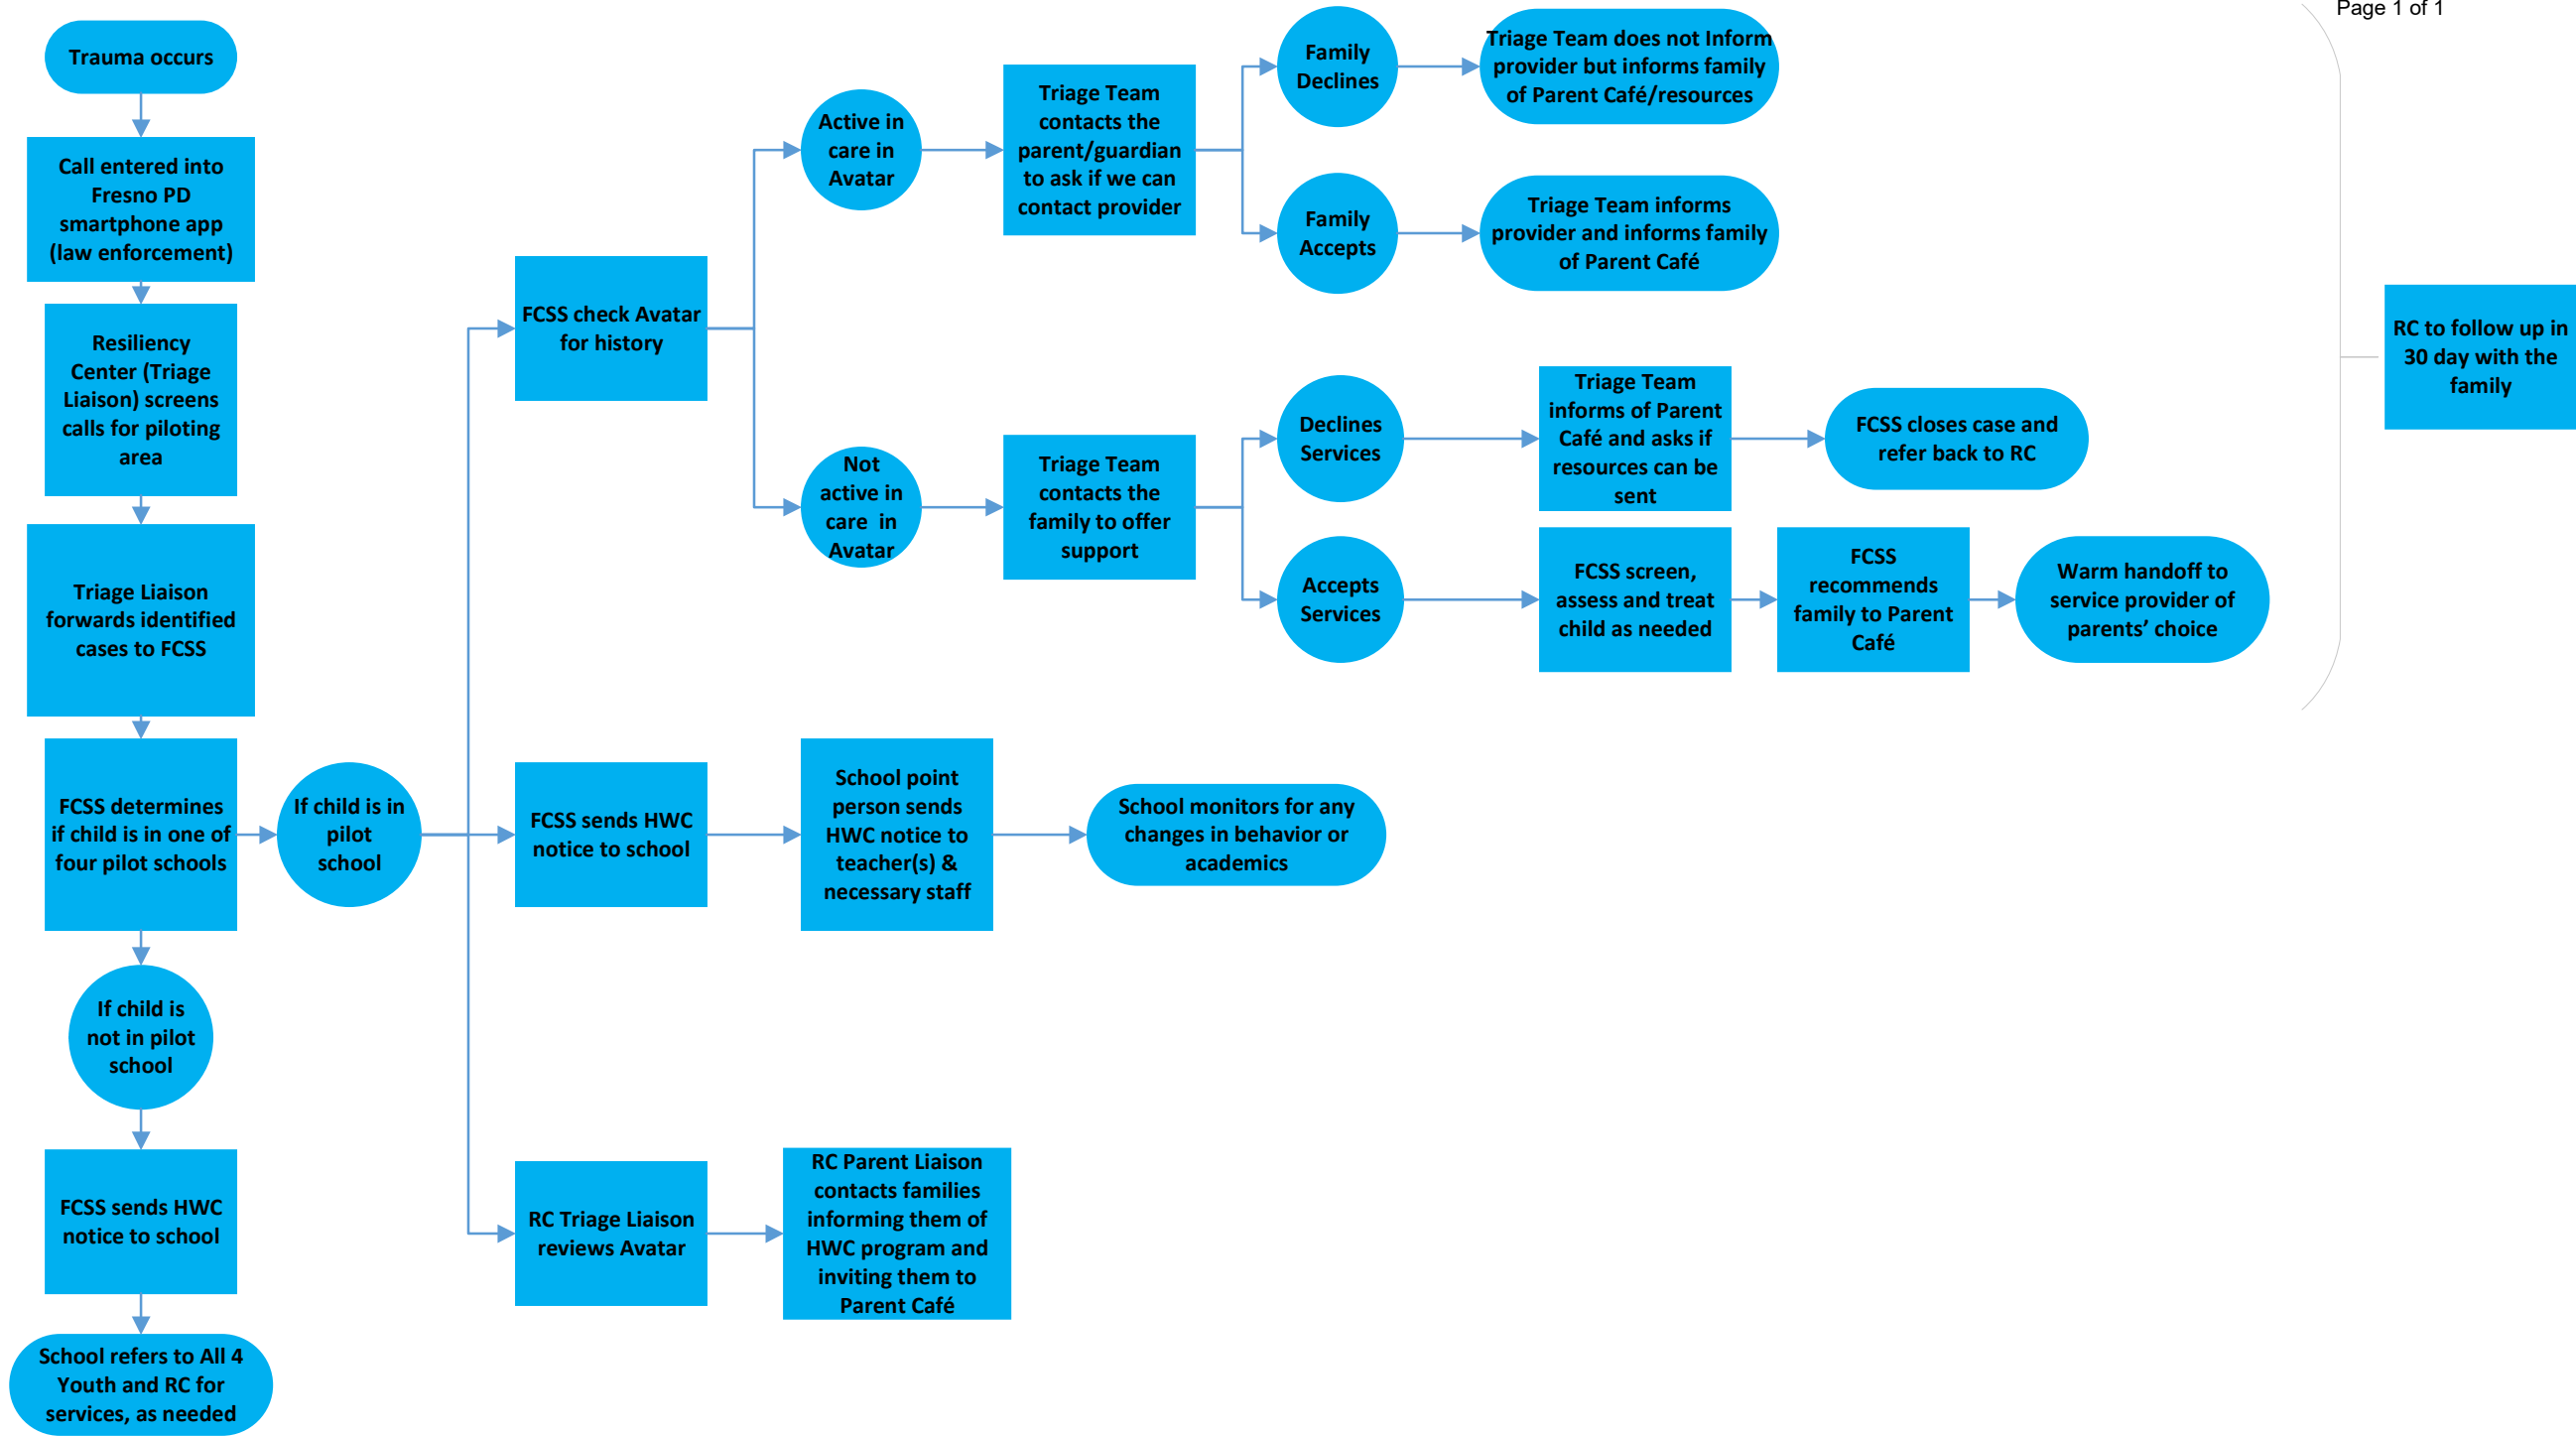 Page 1 of 1
Trauma occurs
Call entered into
Fresno PD
smartphone app
(law enforcement)
Resiliency
Center (Triage
Liaison) screens
calls for piloting
area
Triage Liaison
forwards identified
cases to FCSS
FCSS determines
if child is in one of
four pilot schools
If child is
not in pilot
school
FCSS sends HWC
notice to school
School refers to All 4
Youth and RC for
services, as needed
If child is in
pilot
school
FCSS check Avatar
for history
Active in
care in
Avatar
Triage Team
contacts the
parent/guardian
to ask if we can
contact provider
Family
Declines
Triage Team does not Inform
provider but informs family
of Parent Café/resources
Family
Accepts
Triage Team informs
provider and informs family
of Parent Café
Not
active in
care in
Avatar
Triage Team
contacts the
family to offer
support
Declines
Services
Triage Team
informs of Parent
Café and asks if
resources can be
sent
FCSS closes case and
refer back to RC
Accepts
Services
FCSS screen,
assess and treat
child as needed
FCSS
recommends
family to Parent
Café
Warm handoff to
service provider of
parents’ choice
RC to follow up in
30 day with the
family
FCSS sends HWC
notice to school
School point
person sends
HWC notice to
teacher(s) &
necessary staff
School monitors for any
changes in behavior or
academics
RC Triage Liaison
reviews Avatar
RC Parent Liaison
contacts families
informing them of
HWC program and
inviting them to
Parent Café